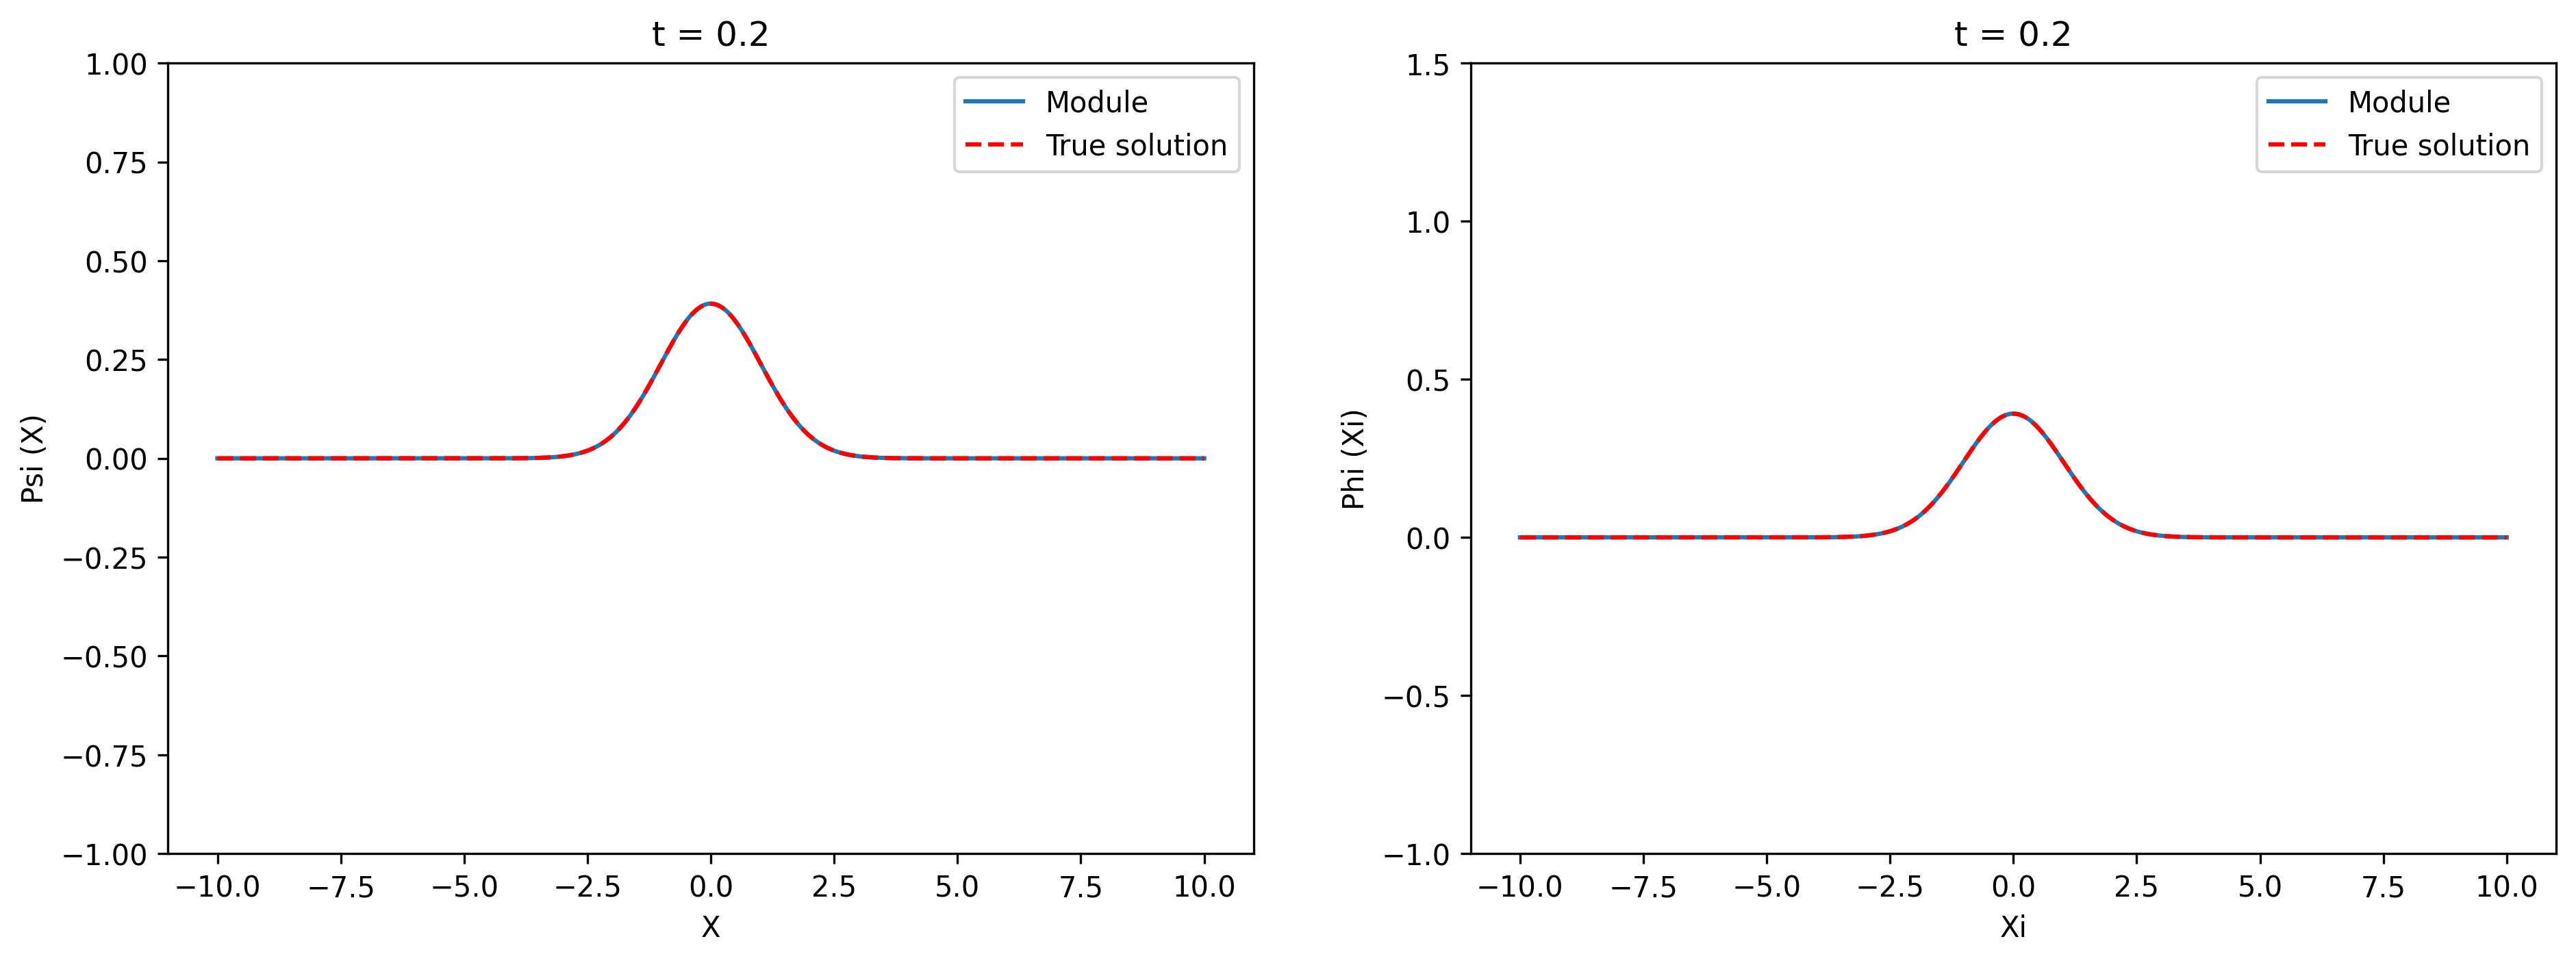 t = 0.2
1.00
0.75
0.50
0.25
0.00
−0.25
−0.50
−0.75
−1.00
Psi (X)
Module
True solution
−10.0 −7.5 −5.0 −2.5 0.0 2.5 5.0 7.5 10.0
X
t = 0.2
1.5
1.0
0.5
0.0
−0.5
−1.0
Phi (Xi)
Module
True solution
−10.0 −7.5 −5.0 −2.5 0.0 2.5 5.0 7.5 10.0
Xi